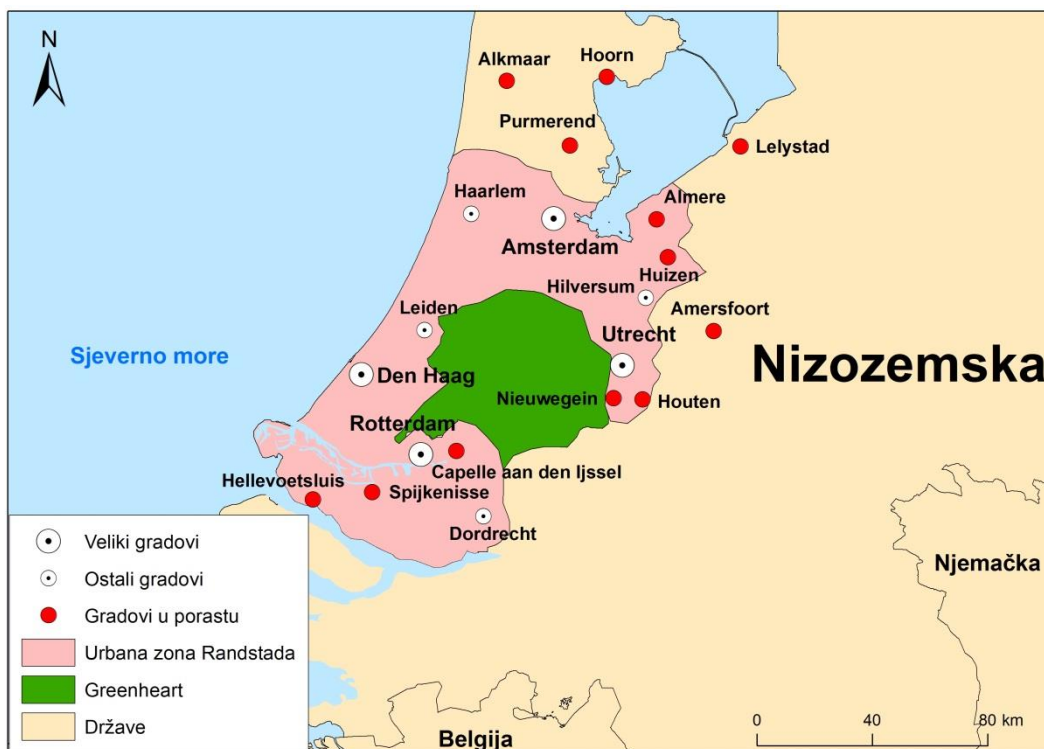 N
Alkmaar
Hoorn
Purmerend
Lelystad
Haarlem
Almere
Amsterdam
Huizen
Hilversum
Leiden
Amersfoort
Utrecht
Sjeverno more
Den Haag
Nizozemska
Nieuwegein
Houten
Rotterdam
Capelle aan den Ijssel
Hellevoetsluis
Spijkenisse
Dordrecht
Veliki gradovi
Ostali gradovi
Gradovi u porastu
Urbana zona Randstada
Greenheart
Države
Njemačka
Belgija
0 40 80 km